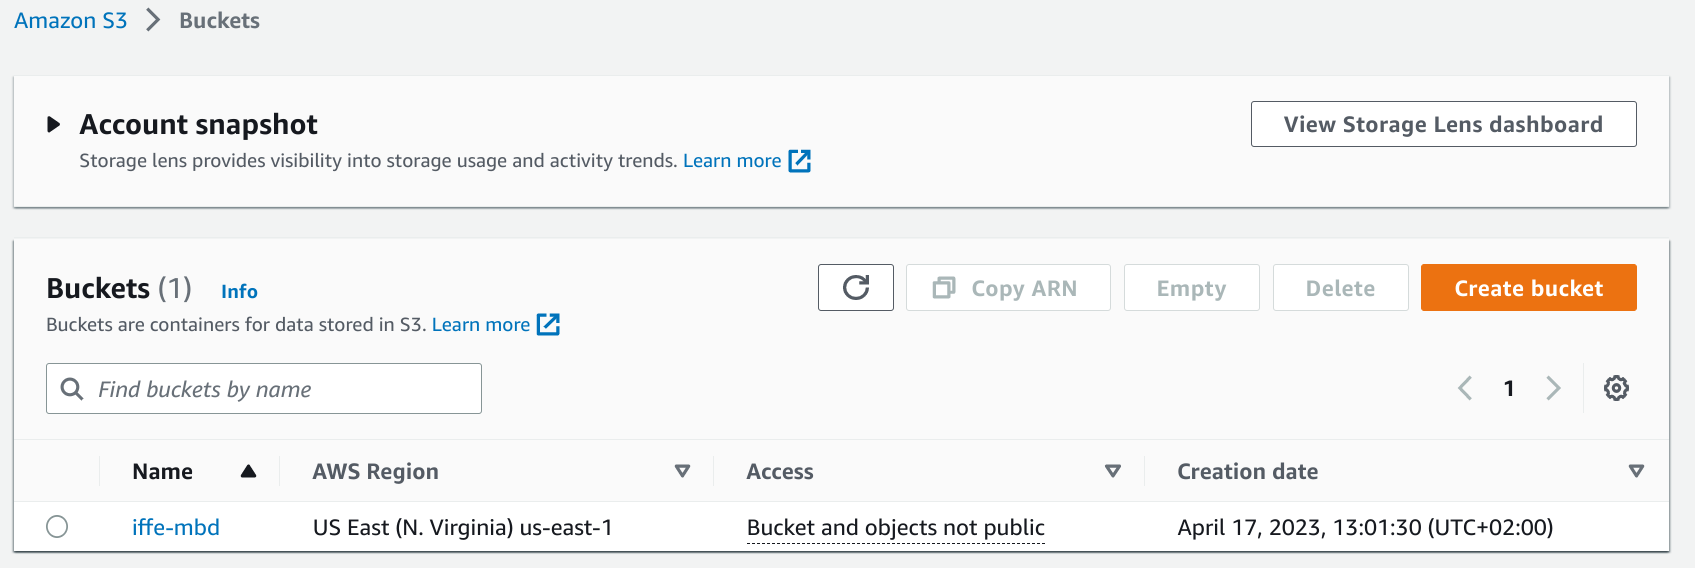 Amazon S3 > Buckets
Account snapshot
View Storage Lens dashboard
Storage lens provides visibility into storage usage and activity trends. Learn more
Buckets (1) Info
Copy ARN Empty Delete Create bucket
Buckets are containers for data stored in S3. Learn more
Find buckets by name
1
Name AWS Region Access Creation date
iffe-mbd US East (N. Virginia) us-east-1 Bucket and objects not public April 17, 2023, 13:01:30 (UTC+02:00)